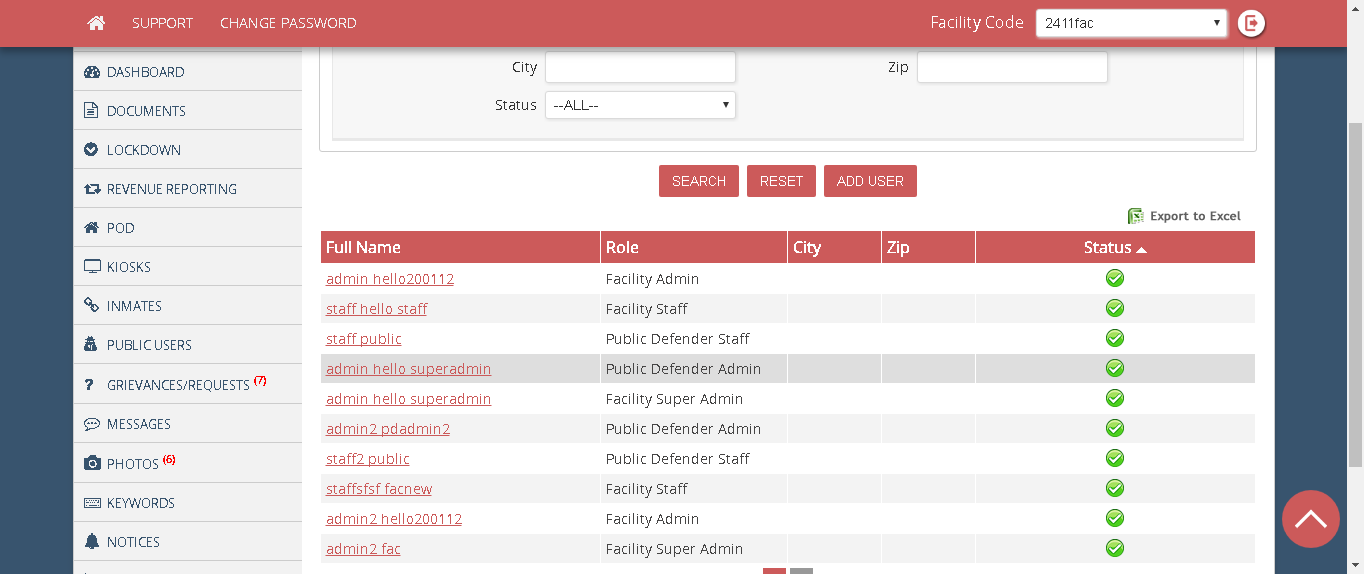 SUPPORT CHANGE PASSWORD Facility Code 2411fac
DASHBOARD
DOCUMENTS
LOCKDOWN
REVENUE REPORTING
POD
KIOSKS
INMATES
PUBLIC USERS
? GRIEVANCES/REQUESTS (7)
MESSAGES
PHOTOS (6)
KEYWORDS
NOTICES
City Zip
Status --ALL--
SEARCH RESET ADD USER
Export to Excel
Full Name Role City Zip Status
admin hello200112 Facility Admin
staff hello staff Facility Staff
staff public Public Defender Staff
admin hello superadmin Public Defender Admin
admin hello superadmin Facility Super Admin
admin2 pdadmin2 Public Defender Admin
staff2 public Public Defender Staff
staffsfsf facnew Facility Staff
admin2 hello200112 Facility Admin
admin2 fac Facility Super Admin